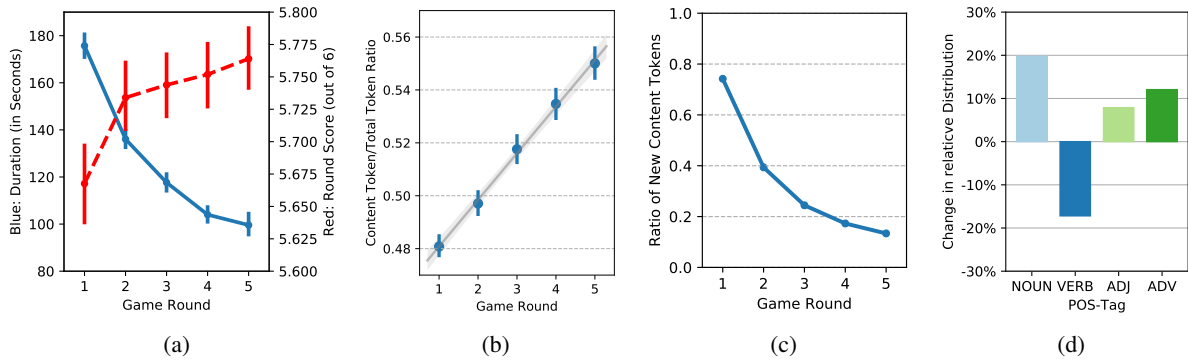 Blue: Duration (in Seconds)
180
160
140
120
100
80
5.800
5.775
5.750
5.725
5.700
5.675
5.650
5.625
5.600
Red: Round Score (out of 6)
1 2 3 4 5
Game Round
(a)
Content Token/Total Token Ratio
0.56
0.54
0.52
0.50
0.48
1 2 3 4 5
Game Round
(b)
Ratio of New Content Tokens
1.0
0.8
0.6
0.4
0.2
0.0
1 2 3 4 5
Game Round
(c)
Change in relaticve Distribution
30%
20%
10%
0%
-10%
-20%
-30%
NOUN VERB ADJ ADV
POS-Tag
(d)